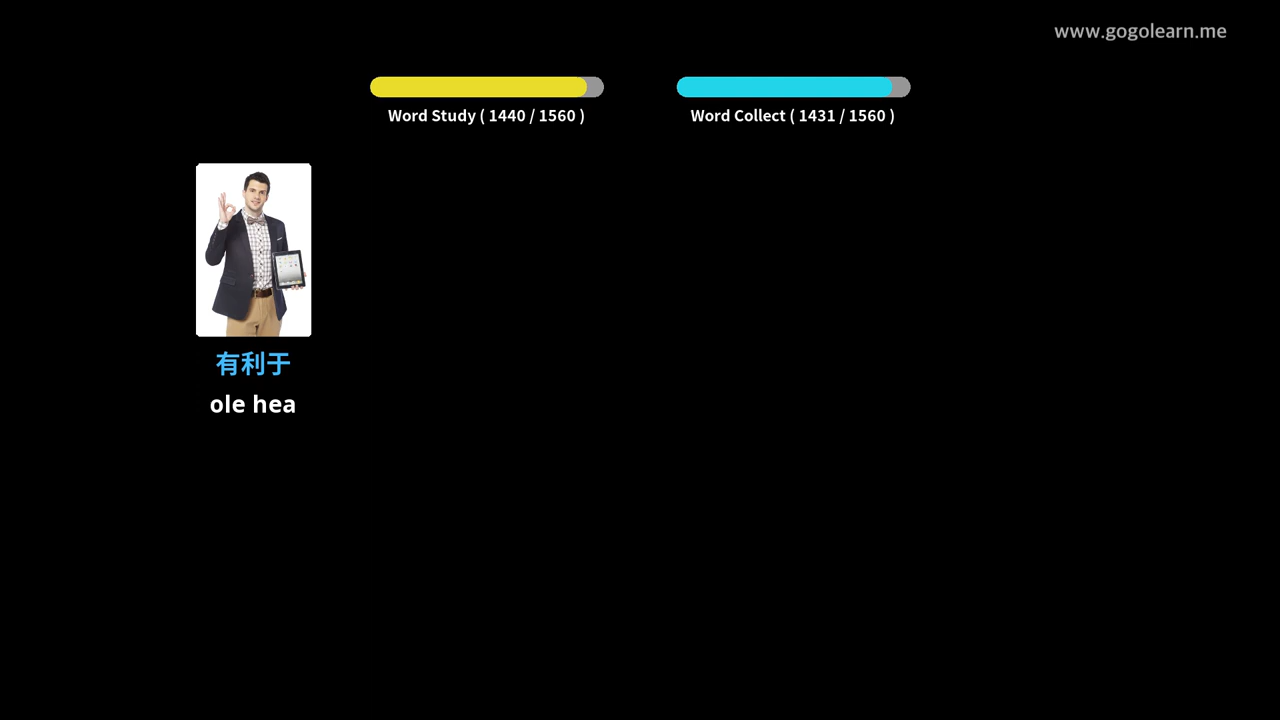 www.gogolearn.me
Word Study ( 1440 / 1560 )
Word Collect ( 1431 / 1560 )
有利于
ole hea